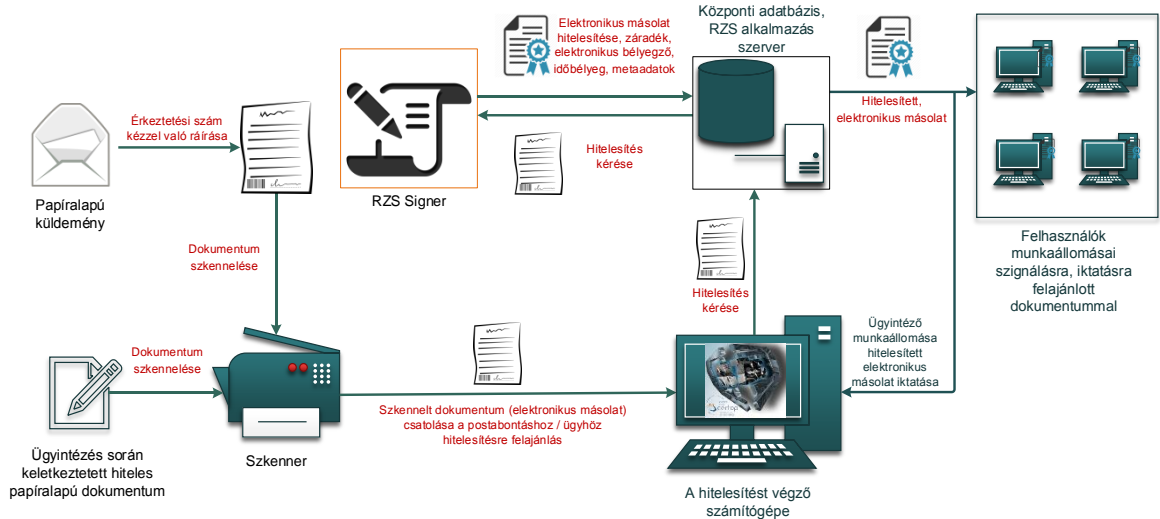 Elektronikus másolat
hitelesítése, záradék,
elektronikus bélyegző,
időbélyeg, metaadatok
Központi adatbázis,
RZS alkalmazás
szerver
Érkeztetési szám
kézzel való ráírása
Hitelesített,
elektronikus másolat
Hitelesítés
kérése
Papíralapú
küldemény
RZS Signer
Felhasználók
munkaállomásai
szignálásra, iktatásra
felajánlott
dokumentummal
Dokumentum
szkennelése
Hitelesítés
kérése
Ügyintéző
munkaállomása
hitelesített
elektronikus
másolat iktatása
Dokumentum
szkennelése
Szkennelt dokumentum (elektronikus másolat)
csatolása a postabontáshoz / ügyhöz
hitelesítésre felajánlás
Szkenner
Ügyintézés során
keletkeztetett hiteles
papíralapú dokumentum
A hitelesítést végző
számítógépe